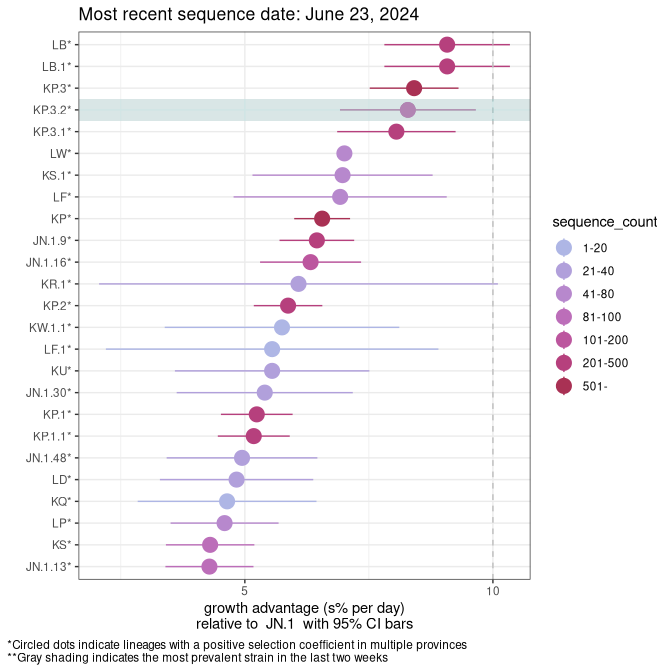 Most recent sequence date: June 23, 2024
LB*
LB.1*
KP.3*
KP.3.2*
KP.3.1*
LW*
KS.1*
LF*
KP*
JN.1.9*
JN.1.16*
KR.1*
KP.2*
KW.1.1*
LF.1*
KU*
JN.1.30*
KP.1*
KP.1.1*
JN.1.48*
LD*
KQ*
LP*
KS*
JN.1.13*
5
10
growth advantage (s% per day)
relative to JN.1 with 95% CI bars
sequence_count
1-20
21-40
41-80
81-100
101-200
201-500
501-
*Circled dots indicate lineages with a positive selection coefficient in multiple provinces
**Gray shading indicates the most prevalent strain in the last two weeks